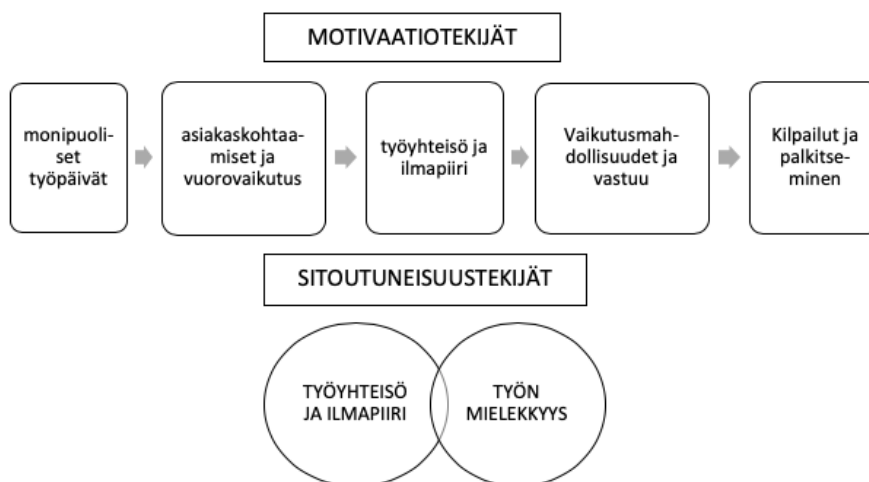 MOTIVAATIOTEKIJÄT
monipuoli-
set
työpäivät
asiakaskohtaa-
miset ja
vuorovaikutus
työyhteisö ja
ilmapiiri
Vaikutusmah-
dollisuudet ja
vastuu
Kilpailut ja
palkitse-
minen
SITOUTUNEISUUSTEKIJÄT
TYÖYHTEISÖ
JA ILMAPIIRI
TYÖN
MIELEKKYYS